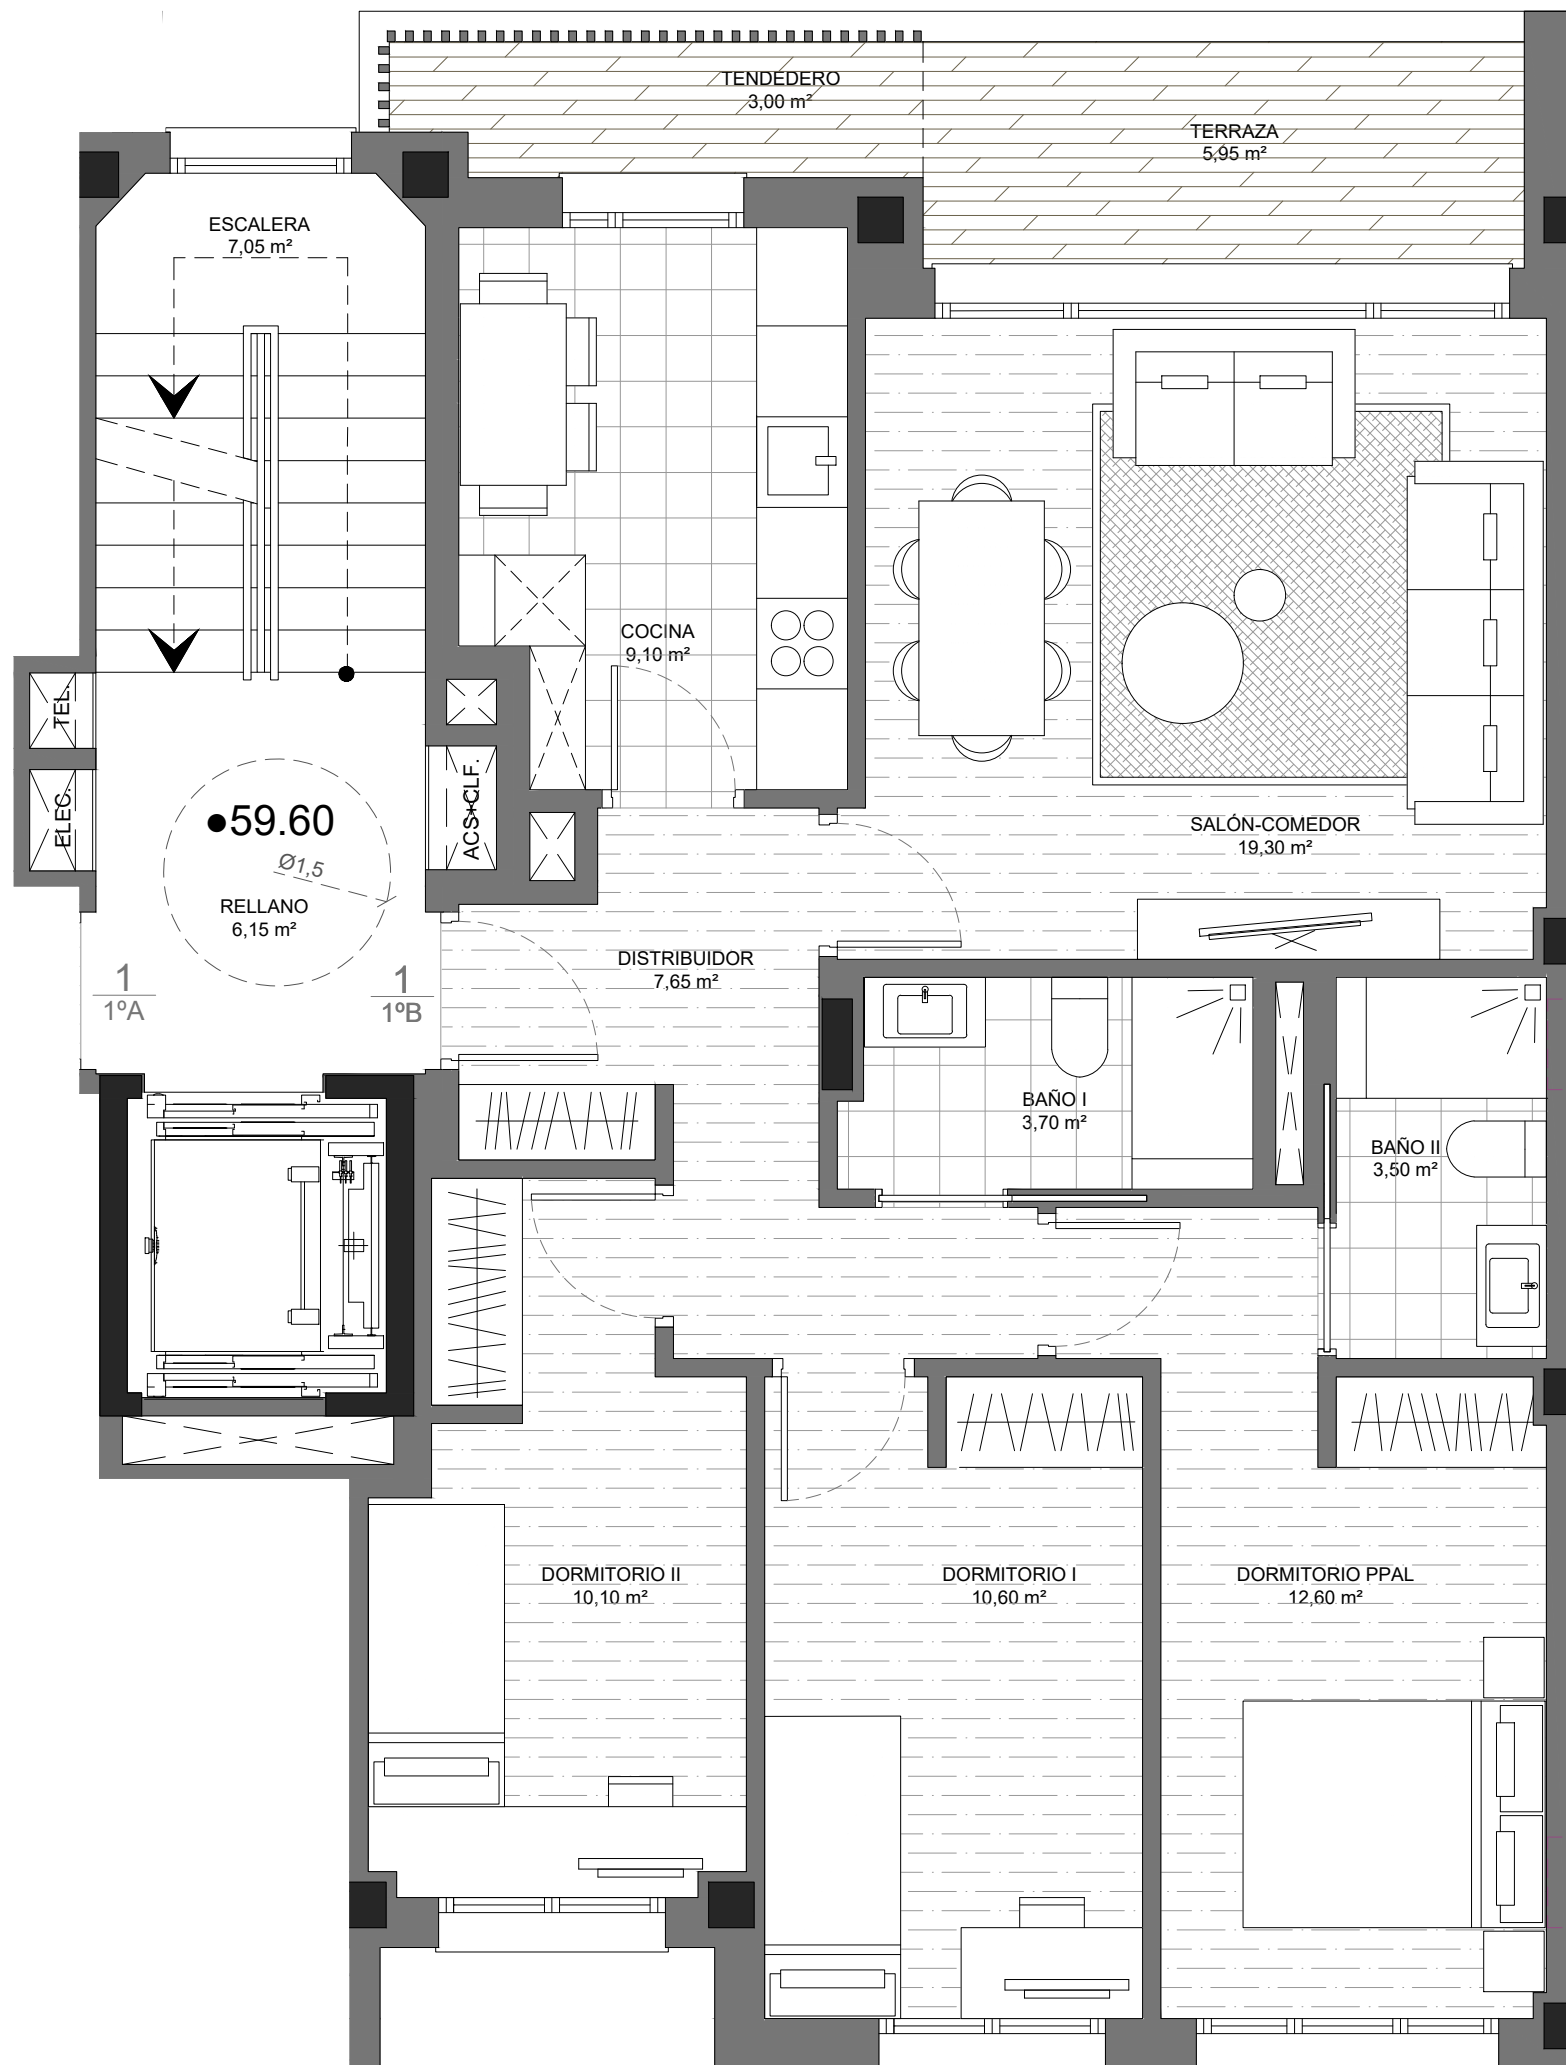 TENDEDERO
3,00 m²
TERRAZA
5,95 m²
ESCALERA
7,05 m²
COCINA
9,10 m²
TEL.
ELEC.
ACS+CLF.
●59.60
Ø1,5
RELLANO
6,15 m²
SALÓN-COMEDOR
19,30 m²
DISTRIBUIDOR
7,65 m²
1
1ºA
1
1ºB
BAÑO I
3,70 m²
BAÑO II
3,50 m²
DORMITORIO II
10,10 m²
DORMITORIO I
10,60 m²
DORMITORIO PPAL
12,60 m²